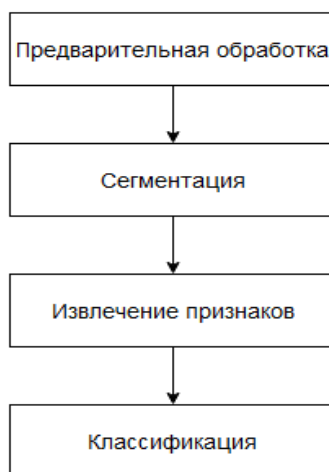 Предварительная обработка
Сегментация
Извлечение признаков
Классификация